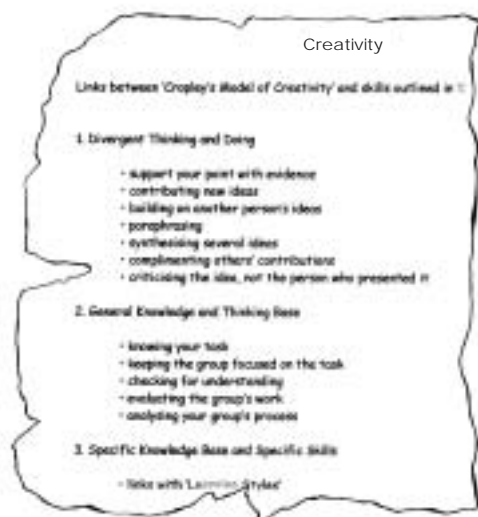 Creativity
Links between 'Cropley's Model of Creativity' and skills outlined in
1. Divergent Thinking and Doing
· support your point with evidence
· contributing new ideas
· building on another person's ideas
· paraphrasing
· synthesising several ideas
· complimenting others' contributions
· criticising the idea, not the person who presented it
2. General Knowledge and Thinking Base
· knowing your task
· keeping the group focused on the task
· checking for understanding
· evaluating the group's work
· analysing your group's process
3. Specific Knowledge Base and Specific Skills
· links with 'Learning Styles'